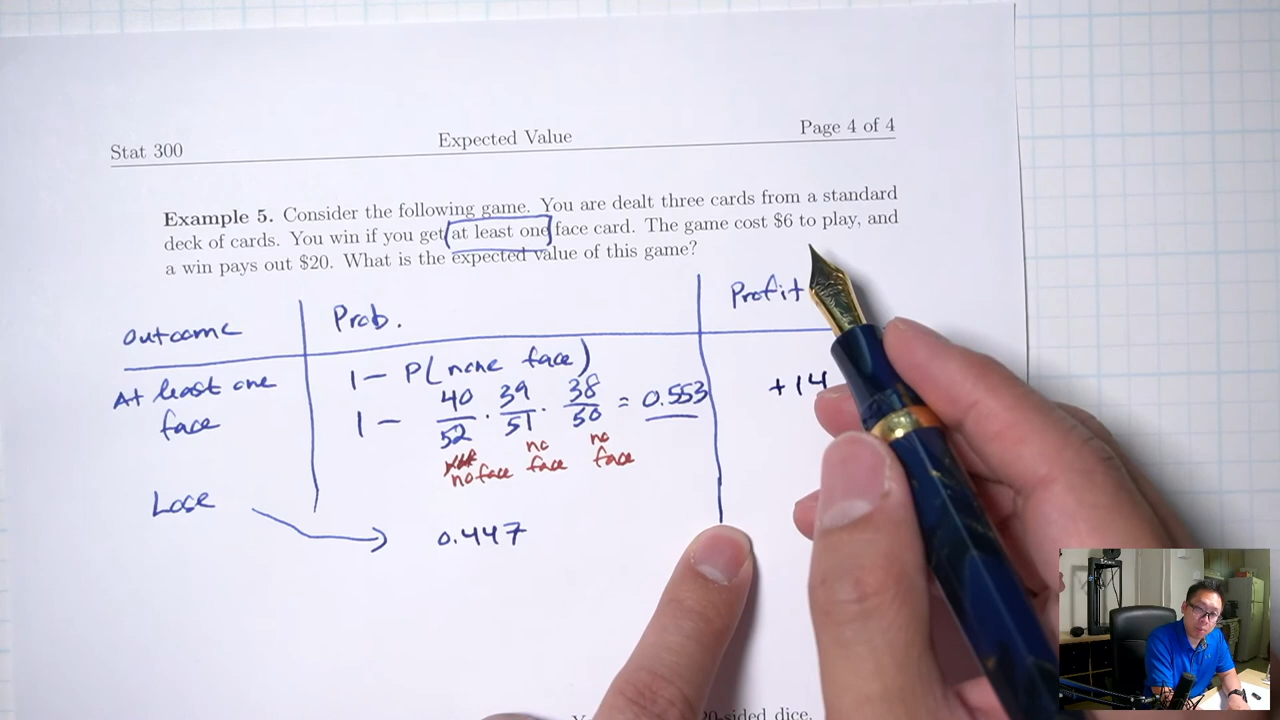 Stat 300 Expected Value Page 4 of 4
Example 5. Consider the following game. You are dealt three cards from a standard
deck of cards. You win if you get at least one face card. The game cost $6 to play, and
a win pays out $20. What is the expected value of this game?
Outcome Prob. Profit
At least one face 1 - P(none face)
1 - 40/52 · 39/51 · 38/50 = 0.553 +14
no face no face no face
Lose 0.447
20-sided dice.